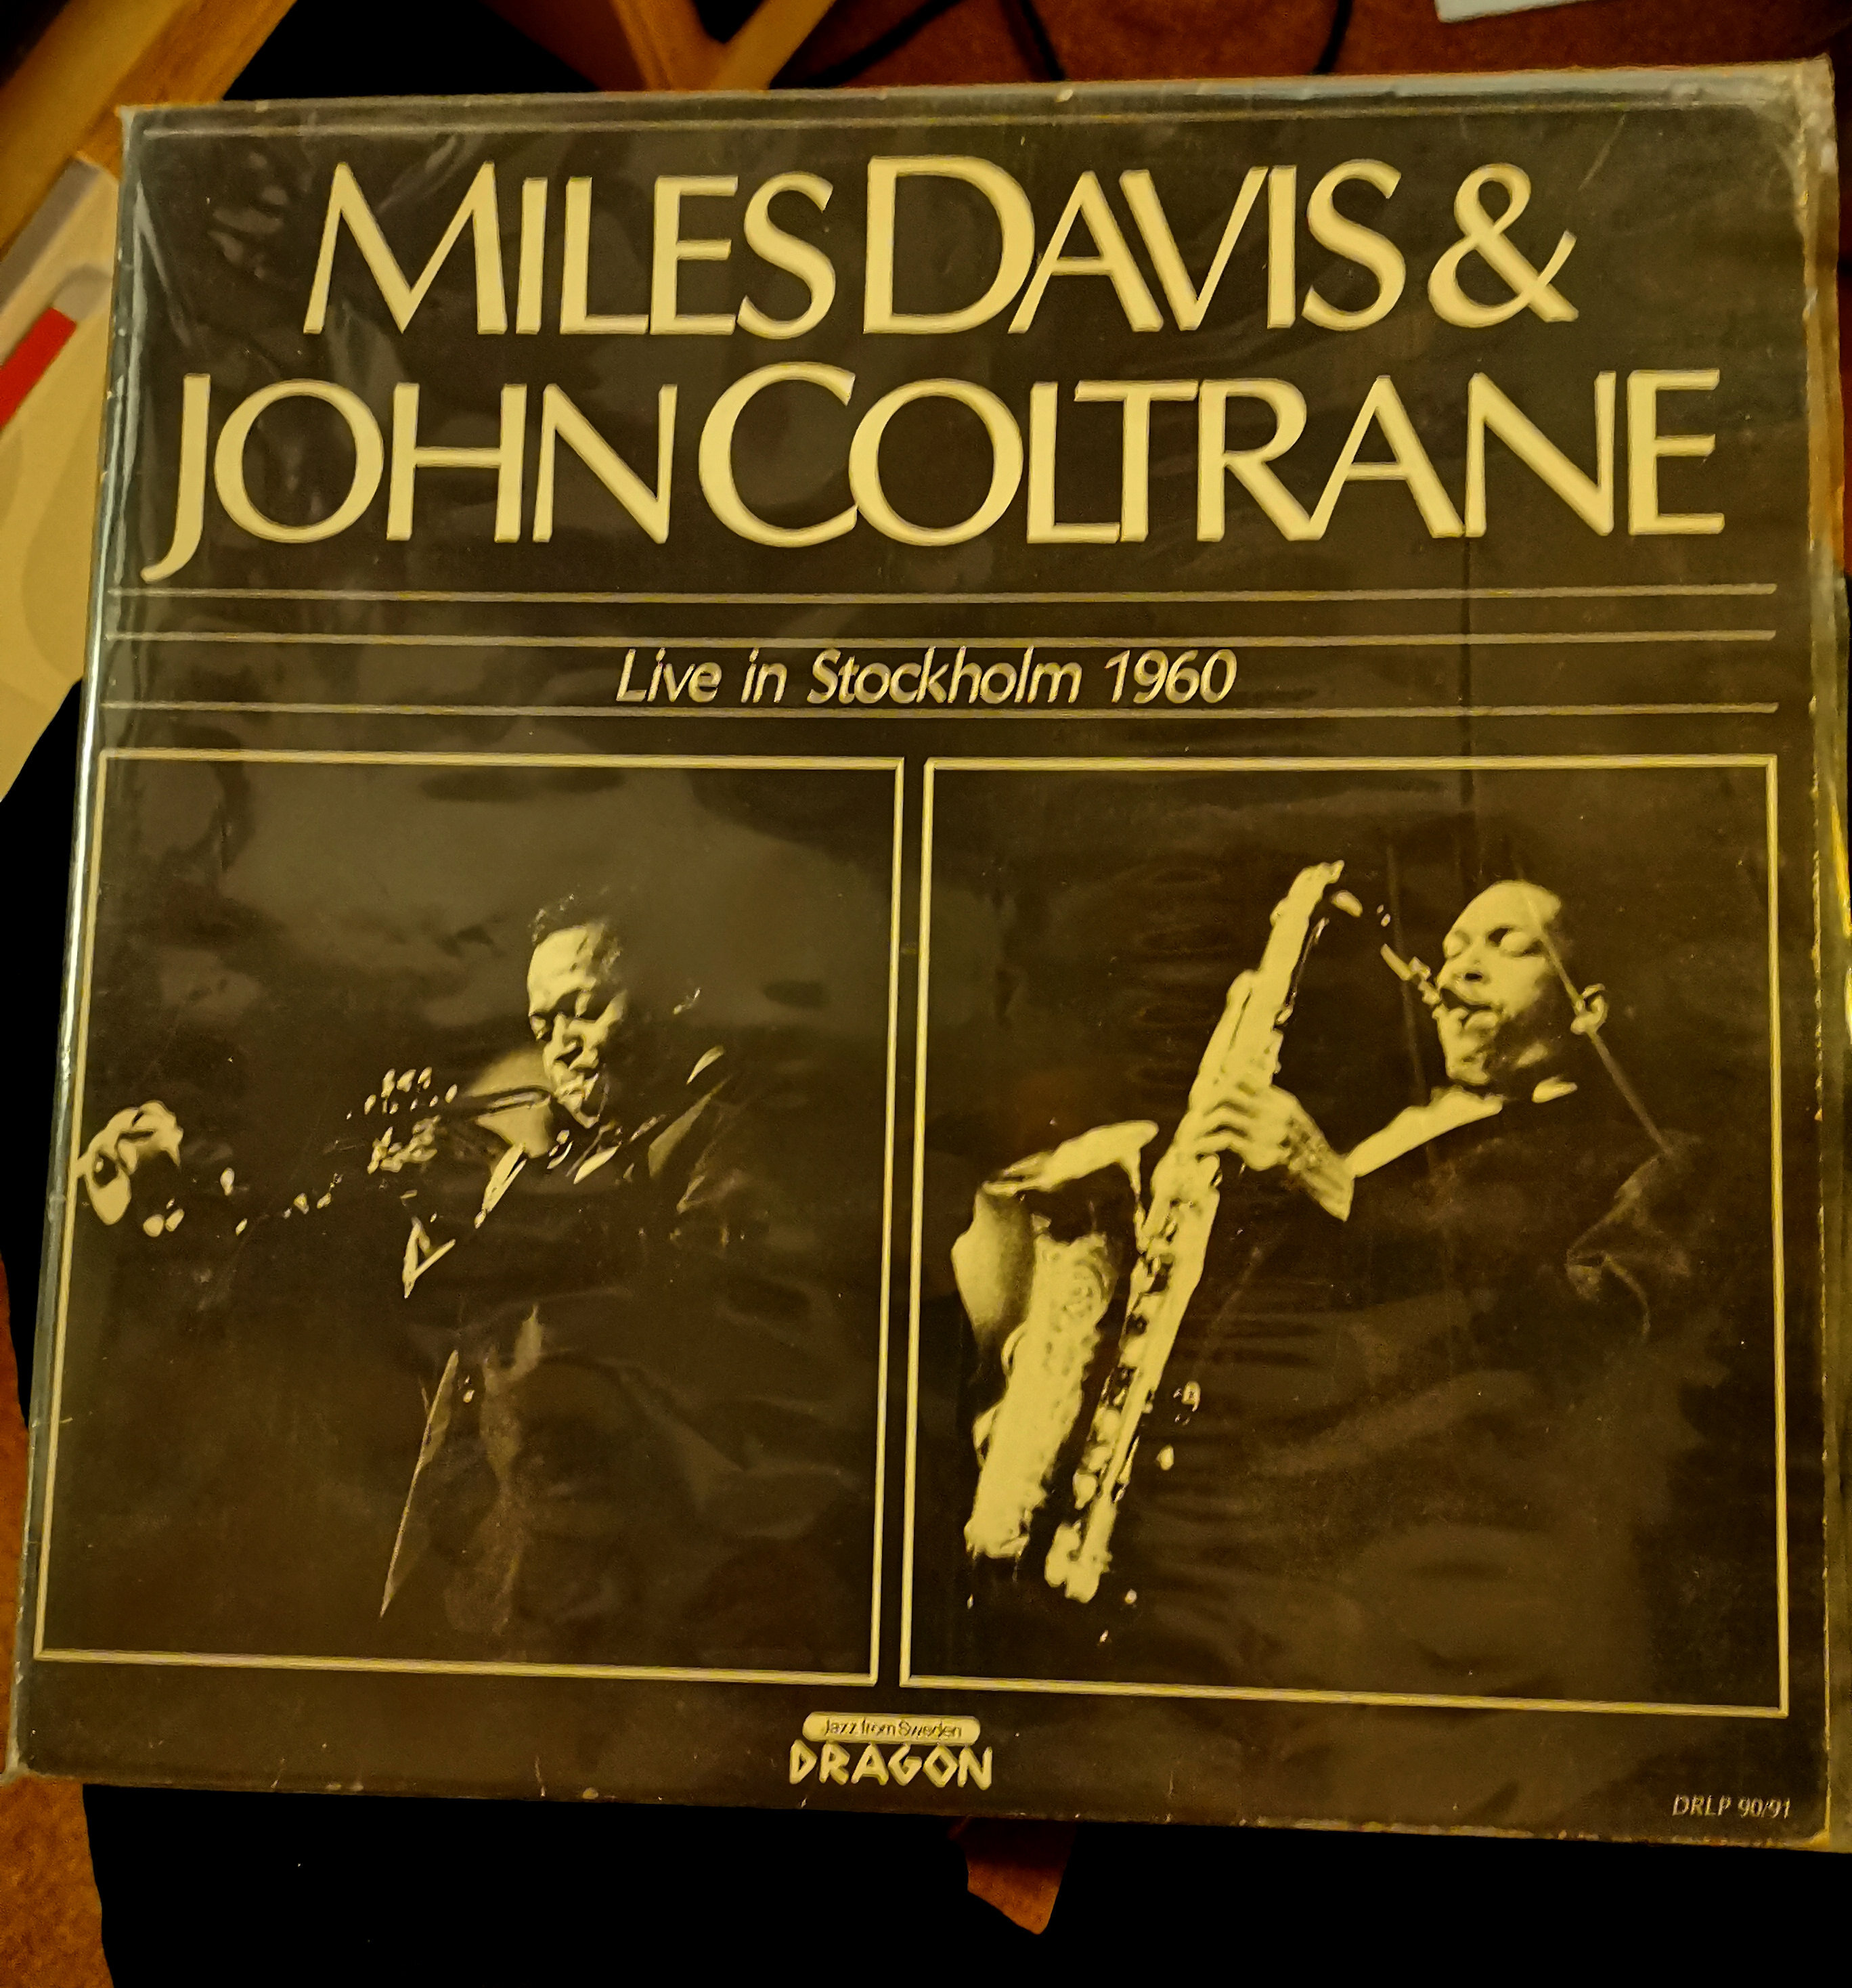 MILES DAVIS &
JOHN COLTRANE
Live in Stockholm 1960
Jazz from Sweden
DRAGON
DRLP 90/91